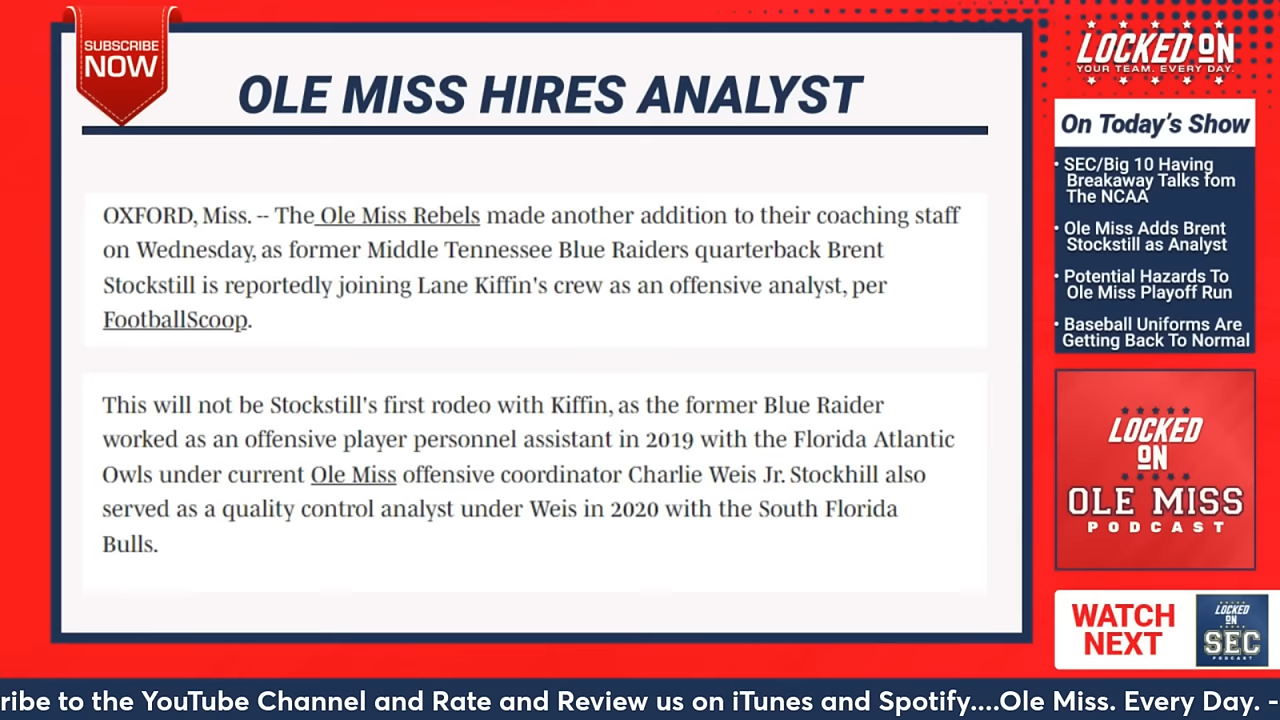 SUBSCRIBE
NOW
OLE MISS HIRES ANALYST
OXFORD, Miss. -- The Ole Miss Rebels made another addition to their coaching staff
on Wednesday, as former Middle Tennessee Blue Raiders quarterback Brent
Stockstill is reportedly joining Lane Kiffin's crew as an offensive analyst, per
FootballScoop.
This will not be Stockstill's first rodeo with Kiffin, as the former Blue Raider
worked as an offensive player personnel assistant in 2019 with the Florida Atlantic
Owls under current Ole Miss offensive coordinator Charlie Weis Jr. Stockhill also
served as a quality control analyst under Weis in 2020 with the South Florida
Bulls.
LOCKED ON
YOUR TEAM. EVERY DAY.
On Today's Show
• SEC/Big 10 Having
Breakaway Talks fom
The NCAA
• Ole Miss Adds Brent
Stockstill as Analyst
• Potential Hazards To
Ole Miss Playoff Run
• Baseball Uniforms Are
Getting Back To Normal
LOCKED
ON
OLE MISS
PODCAST
WATCH
NEXT
LOCKED
ON
SEC
PODCAST
ribe to the YouTube Channel and Rate and Review us on iTunes and Spotify....Ole Miss. Every Day. -